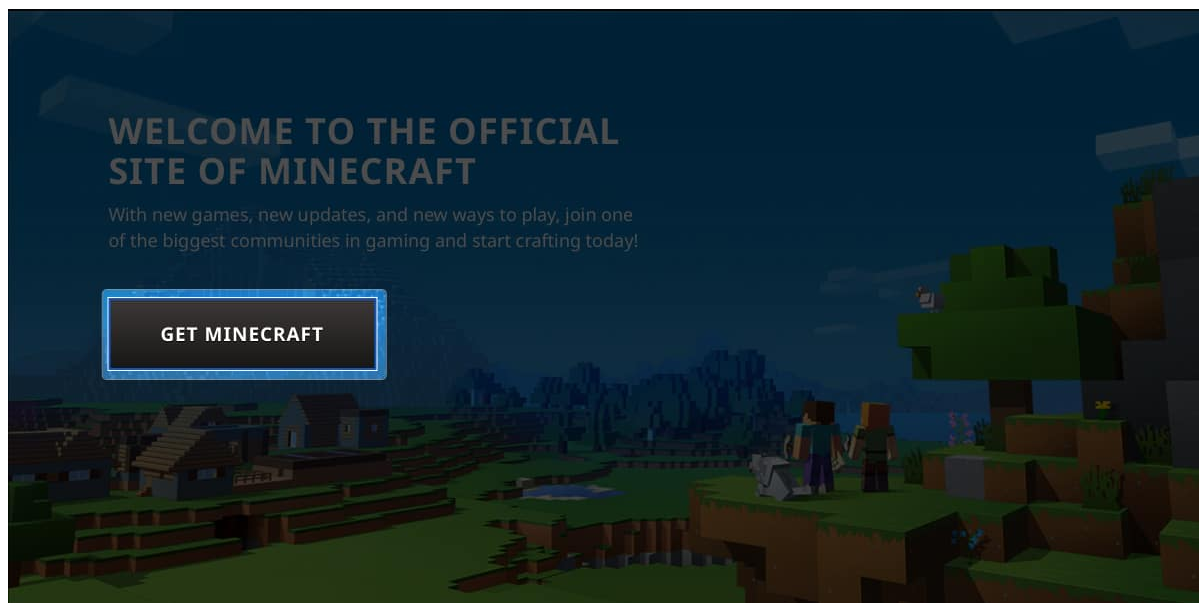 WELCOME TO THE OFFICIAL
SITE OF MINECRAFT
With new games, new updates, and new ways to play, join one
of the biggest communities in gaming and start crafting today!
GET MINECRAFT